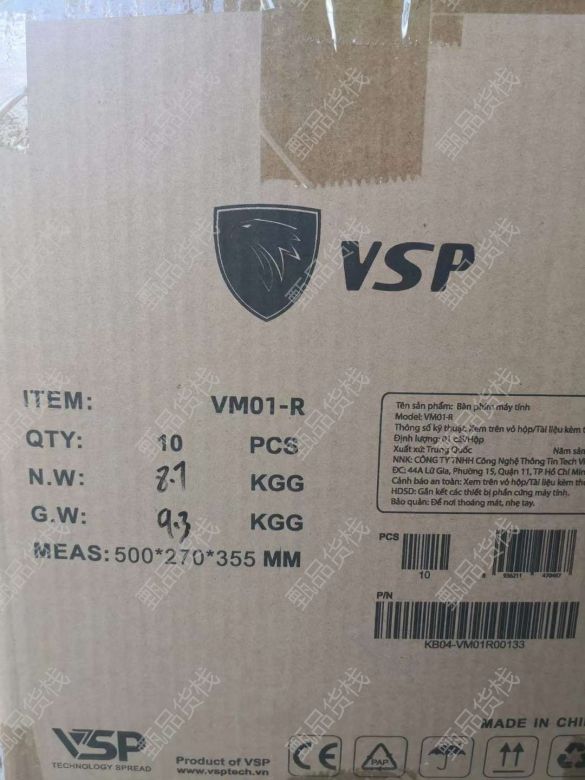 VSP
ITEM: VM01-R
QTY: 10 PCS
N.W: 8.1 KGG
G.W: 9.3 KGG
MEAS: 500*270*355 MM
Tên sản phẩm: Bàn phím máy tính
Model: VM01-R
Thông số kỹ thuật: Xem trên vỏ hộp/Tài liệu kèm t
Định lượng: 01 cái/Hộp
Xuất xứ: Trung Quốc Năm sản
NNK: CÔNG TY TNHH Công Nghệ Thông Tin Tech Vi
ĐC: 44A Lữ Gia, Phường 15, Quận 11, TP Hồ Chí Min
Cảnh báo an toàn: Xem trên vỏ hộp/Tài liệu kèm the
HDSD: Gắn kết các thiết bị phần cứng máy tính.
Bảo quản: Để nơi thoáng mát, nhẹ tay.
PCS
10
8 936211
P/N
KB04-VM01R00133
MADE IN CHI
VSP
TECHNOLOGY SPREAD
Product of VSP
www.vsptech.vn
CE
PAP
甄品货栈